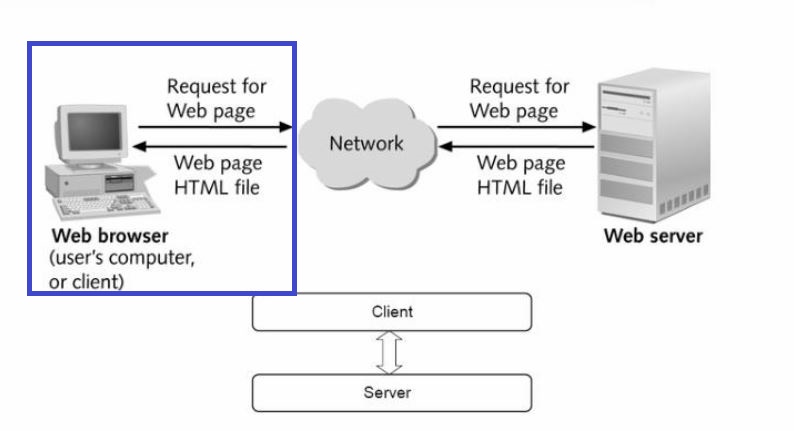 Request for
Web page
Web page
HTML file
Web browser
(user's computer,
or client)
Network
Request for
Web page
Web page
HTML file
Web server
Client
Server